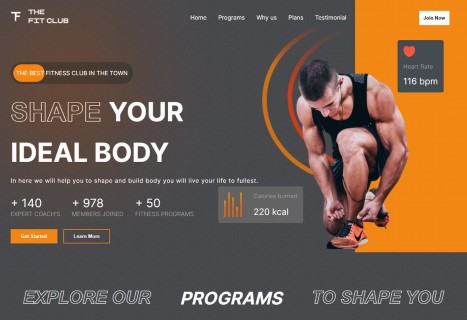 THE
FIT CLUB
Home Programs Why us Plans Testimonial
Join Now
Heart Rate
116 bpm
THE BEST FITNESS CLUB IN THE TOWN
SHAPE YOUR
IDEAL BODY
In here we will help you to shape and build body you will live your life to fullest.
+ 140 + 978 + 50
EXPERT COACH'S MEMBERS JOINED FITNESS PROGRAMS
Calories burned
220 kcal
Get Started Learn More
EXPLORE OUR PROGRAMS TO SHAPE YOU